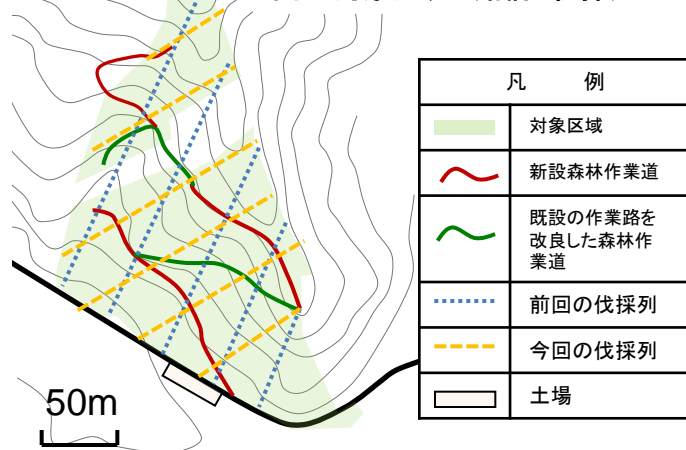 凡 例
対象区域
新設森林作業道
既設の作業路を
改良した森林作
業道
前回の伐採列
今回の伐採列
土場
50m